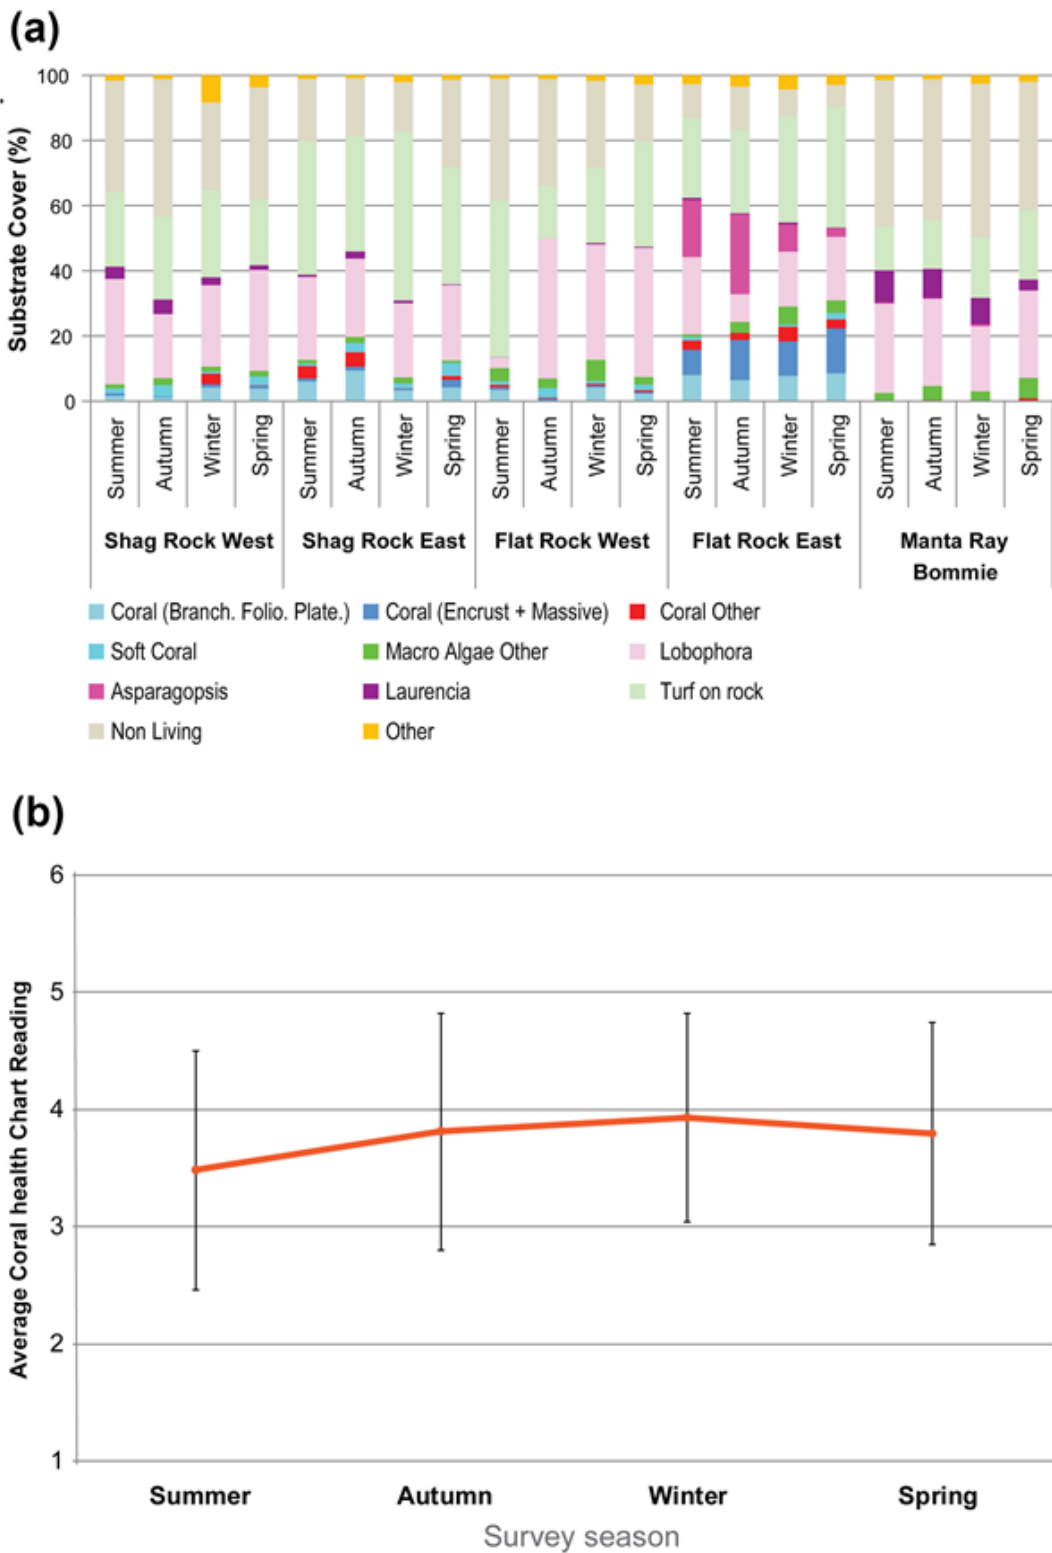 (a)
Substrate Cover (%)
100
80
60
40
20
0
Summer
Autumn
Winter
Spring
Summer
Autumn
Winter
Spring
Summer
Autumn
Winter
Spring
Summer
Autumn
Winter
Spring
Summer
Autumn
Winter
Spring
Shag Rock West
Shag Rock East
Flat Rock West
Flat Rock East
Manta Ray
Bommie
Coral (Branch. Folio. Plate.)
Coral (Encrust + Massive)
Coral Other
Soft Coral
Macro Algae Other
Lobophora
Asparagopsis
Laurencia
Turf on rock
Non Living
Other
(b)
Average Coral health Chart Reading
6
5
4
3
2
1
Summer
Autumn
Winter
Spring
Survey season